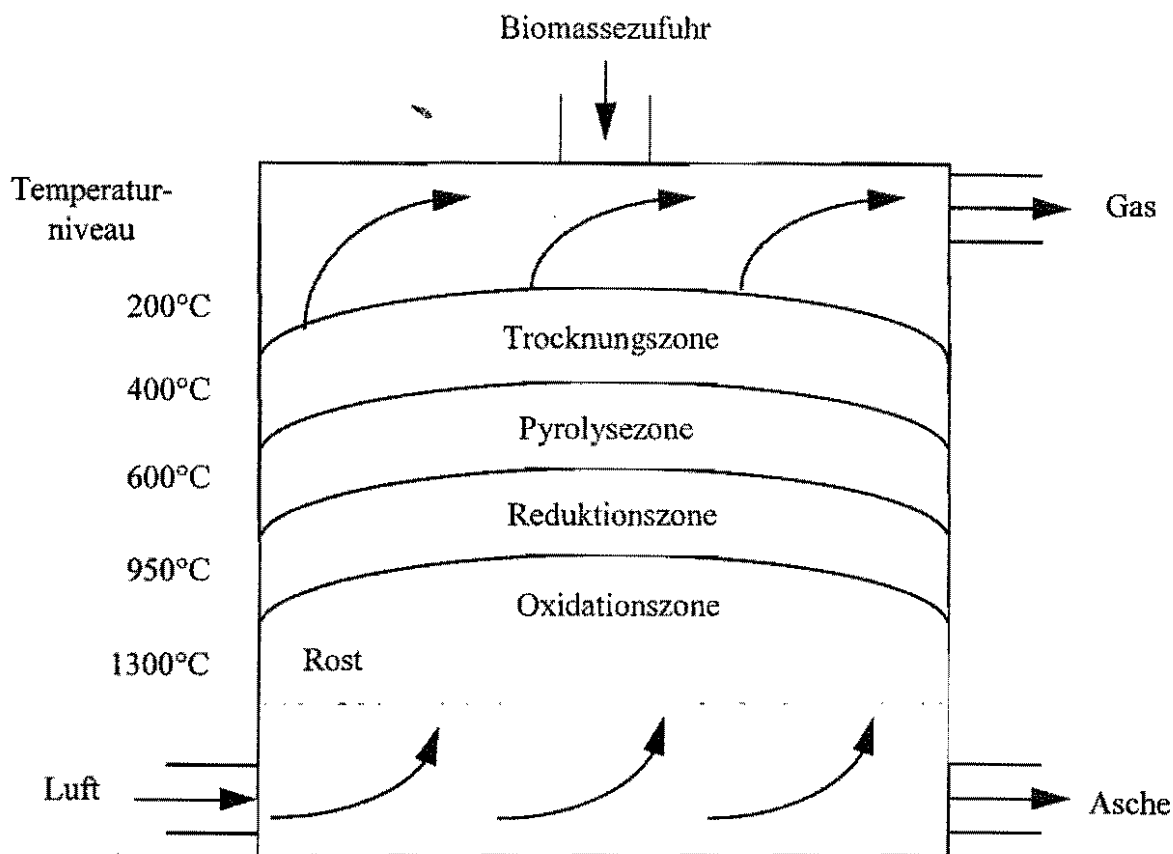 Biomassezufuhr
Temperatur-
niveau
Gas
200°C
Trocknungszone
400°C
Pyrolysezone
600°C
Reduktionszone
950°C
Oxidationszone
1300°C
Rost
Luft
Asche